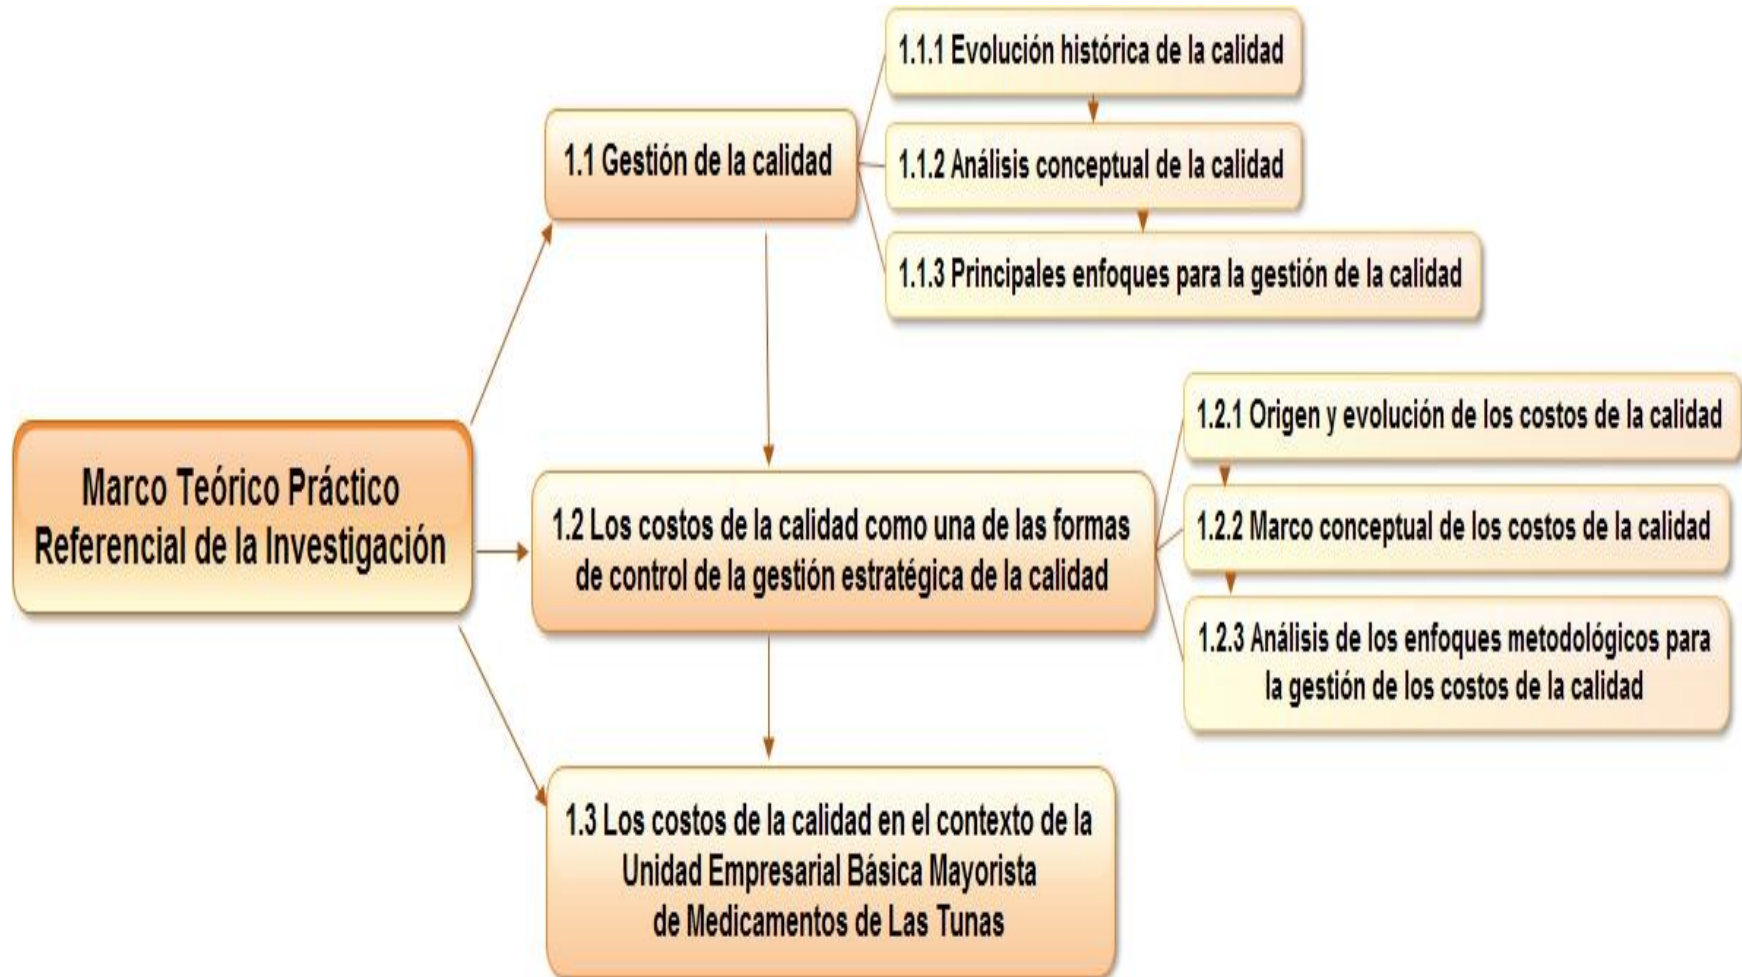 Marco Teórico Práctico
Referencial de la Investigación
1.1 Gestión de la calidad
1.1.1 Evolución histórica de la calidad
1.1.2 Análisis conceptual de la calidad
1.1.3 Principales enfoques para la gestión de la calidad
1.2 Los costos de la calidad como una de las formas
de control de la gestión estratégica de la calidad
1.2.1 Origen y evolución de los costos de la calidad
1.2.2 Marco conceptual de los costos de la calidad
1.2.3 Análisis de los enfoques metodológicos para
la gestión de los costos de la calidad
1.3 Los costos de la calidad en el contexto de la
Unidad Empresarial Básica Mayorista
de Medicamentos de Las Tunas